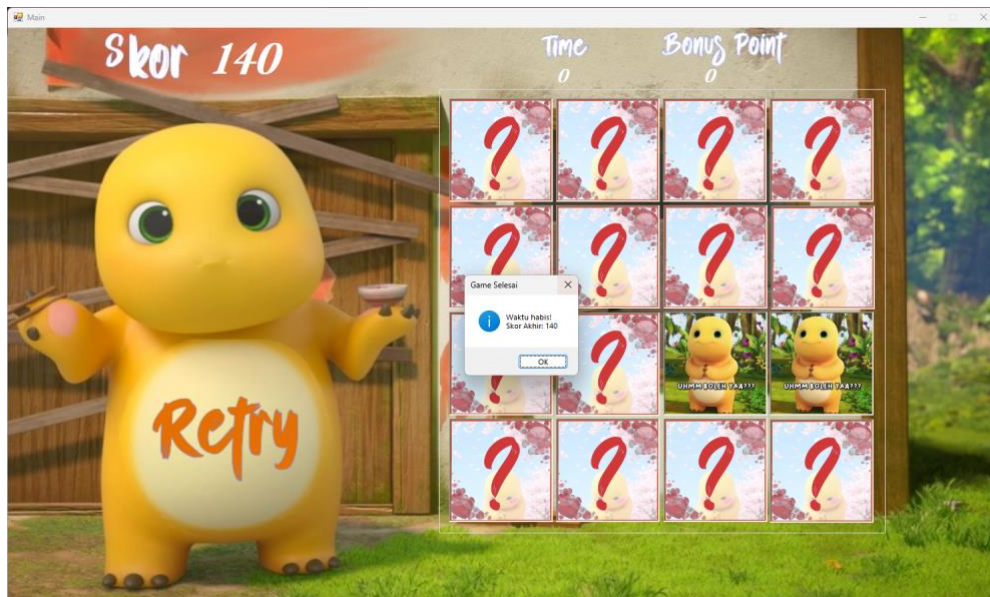 Main
Skor 140
Time
0
Bonus Point
0
?
?
?
?
?
?
?
?
Game Selesai
Waktu habis!
Skor Akhir: 140
OK
?
?
UHMM BOLEH YAA???
UHMM BOLEH YAA???
Retry
?
?
?
?